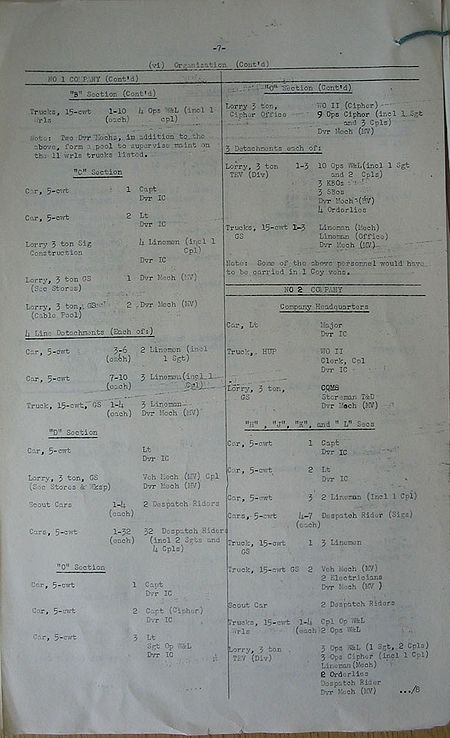 -7-
(vi) Organization (Cont'd)
NO 1 COMPANY (Cont'd)
"B" Section (Cont'd)
Trucks, 15-cwt 1-10 4 Ops W&L (incl 1
Wrls (each) cpl)
Note: Two Dvr Mechs, in addition to the
above, form a pool to supervise maint on
the 11 wrls trucks listed.
"C" Section
Car, 5-cwt 1 Capt
Dvr IC
Car, 5-cwt 2 Lt
Dvr IC
Lorry 3 ton Sig 4 Lineman (incl 1
Construction Cpl)
Dvr IC
Lorry, 3 ton GS 1 Dvr Mech (MV)
(Sec Stores)
Lorry, 3 ton, GS 2 Dvr Mech (MV)
(Cable Pool)
4 Line Detachments (Each of:)
Car, 5-cwt 3-6 2 Lineman (incl
(each) 1 Sgt)
Car, 5-cwt 7-10 3 Lineman (incl 1
(each) Cpl)
Truck, 15-cwt, GS 1-4 3 Lineman
(each) Dvr Mech (MV)
"D" Section
Car, 5-cwt Lt
Dvr IC
Lorry, 3 ton, GS Veh Mech (MV) Cpl
(Sec Stores & Wksp) Dvr Mech (MV)
Scout Cars 1-4 2 Despatch Riders
(each)
Cars, 5-cwt 1-32 32 Despatch Riders
(each) (incl 2 Sgts and
4 Cpls)
"O" Section
Car, 5-cwt 1 Capt
Dvr IC
Car, 5-cwt 2 Capt (Cipher)
Dvr IC
Car, 5-cwt 3 Lt
Sgt Op W&L
Dvr IC
"O" Section (Cont'd)
Lorry 3 ton, WO II (Cipher)
Cipher Office 9 Ops Cipher (incl 1 Sgt
and 3 Cpls)
Dvr Mech (MV)
3 Detachments each of:
Lorry, 3 ton 1-3 10 Ops W&L(incl 1 Sgt
TEV (Div) and 2 Cpls)
3 KBOs
3 SBOs
Dvr Mech (MV)
4 Orderlies
Trucks, 15-cwt 1-3 Lineman (Mech)
GS Lineman (Office)
Dvr Mech (MV)
Note: Some of the above personnel would have
to be carried in 1 Coy vehs.
NO 2 COMPANY
Company Headquarters
Car, Lt Major
Dvr IC
Truck, HUP WO II
Clerk, Cpl
Dvr IC
Lorry, 3 ton, CQMS
GS Storeman T&D
Dvr Mech (MV)
"H", "J", "K", and "L" Secs
Car, 5-cwt 1 Capt
Dvr IC
Car, 5-cwt 2 Lt
Dvr IC
Car, 5-cwt 3 2 Lineman (Incl 1 Cpl)
Cars, 5-cwt 4-7 Despatch Rider (Sigs)
(each)
Truck, 15-cwt 1 3 Linemen
GS
Truck, 15-cwt GS 2 Veh Mech (MV)
2 Electricians
Dvr Mech (MV)
Scout Car 2 Despatch Riders
Trucks, 15-cwt 1-4 Cpl Op W&L
Wrls (each 2 Ops W&L
Lorry, 3 ton 3 Ops W&L (1 Sgt, 2 Cpls)
TEV (Div) 3 Ops Cipher (incl 1 Cpl)
Lineman (Mech)
2 Orderlies
Despatch Rider
Dvr Mech (MV) .../8